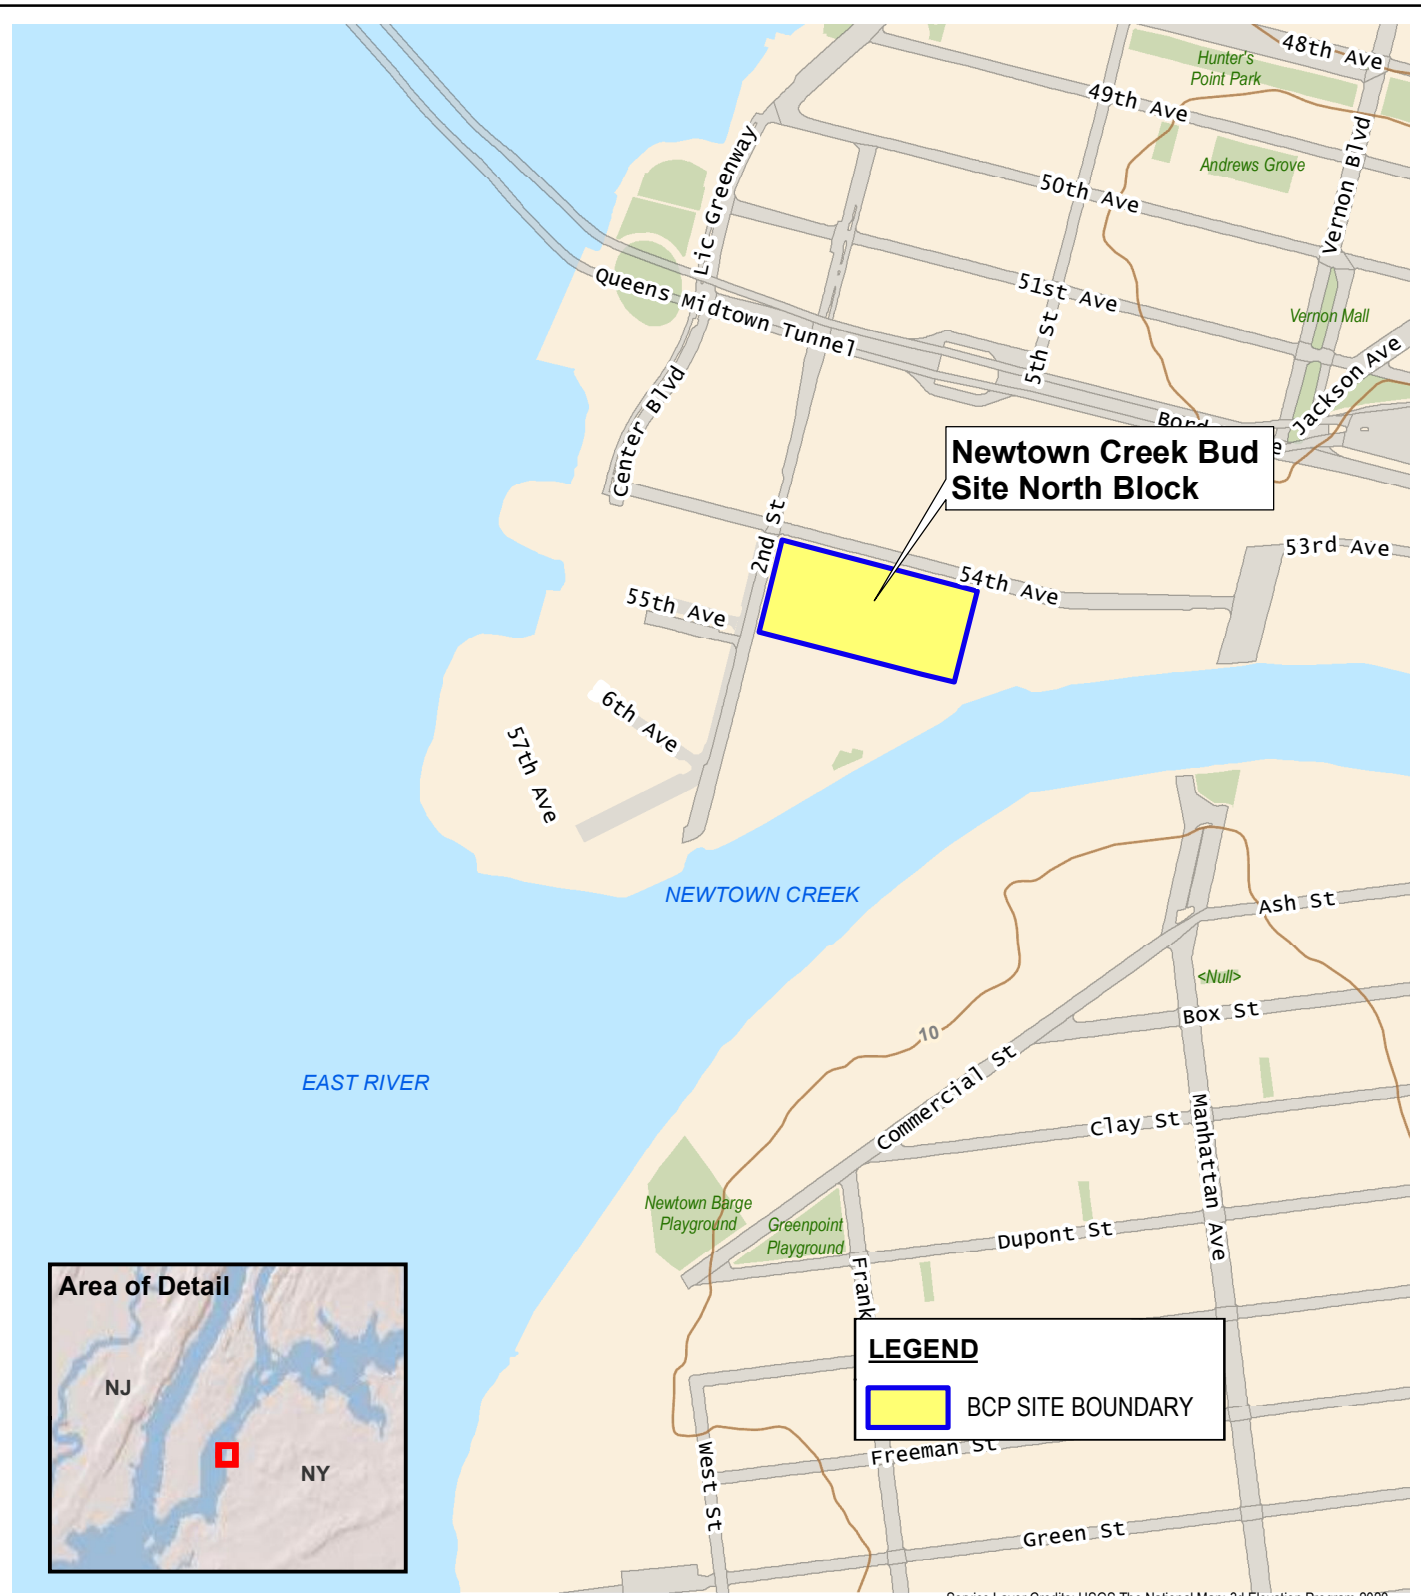 48th Ave
Hunter's
Point Park
49th Ave
Andrews Grove
Vernon Blvd
50th Ave
Lic Greenway
51st Ave
Queens Midtown Tunnel
Vernon Mall
5th St
Jackson Ave
Center Blvd
Bord
e
Newtown Creek Bud
Site North Block
2nd St
53rd Ave
54th Ave
55th Ave
6th Ave
57th Ave
NEWTOWN CREEK
Ash St
<Null>
Box St
10
Commercial St
EAST RIVER
Clay St
Manhattan Ave
Newtown Barge
Playground
Greenpoint
Playground
Dupont St
Frank
Area of Detail
NJ
NY
LEGEND
BCP SITE BOUNDARY
Freeman St
West St
Green St